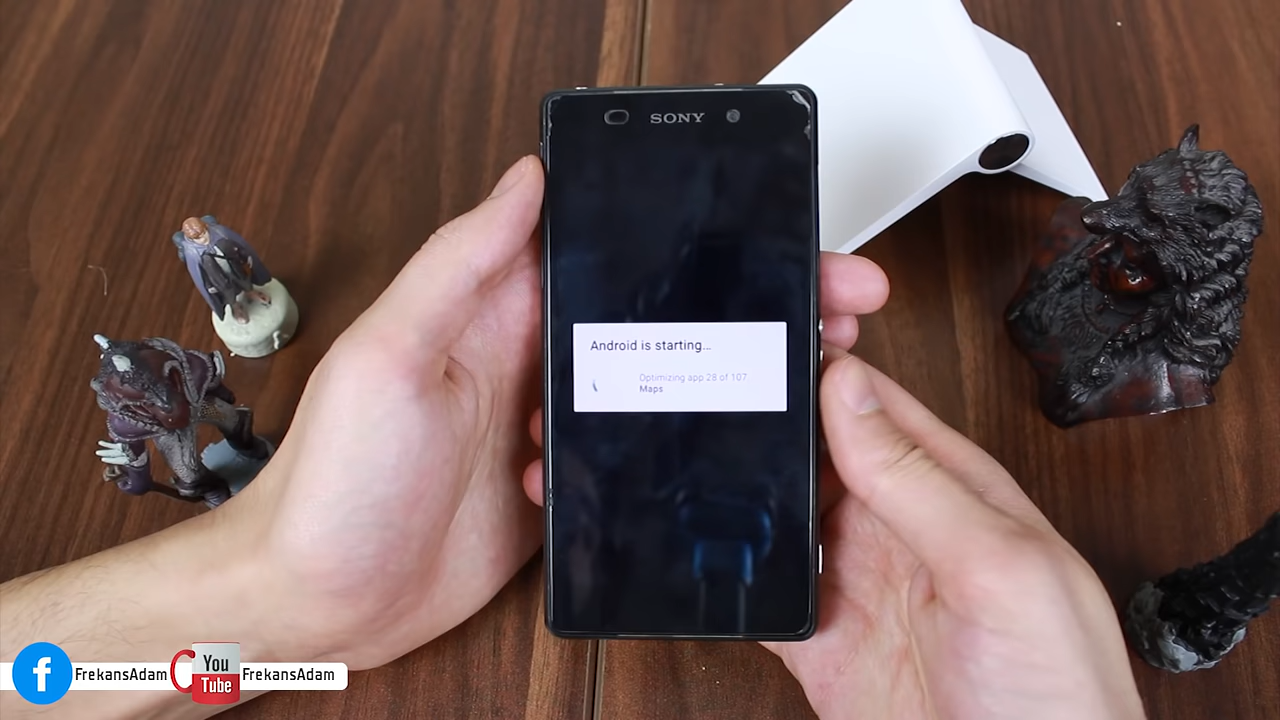 SONY
Android is starting...
Optimizing app 28 of 107
Maps
FrekansAdam
You
Tube
FrekansAdam